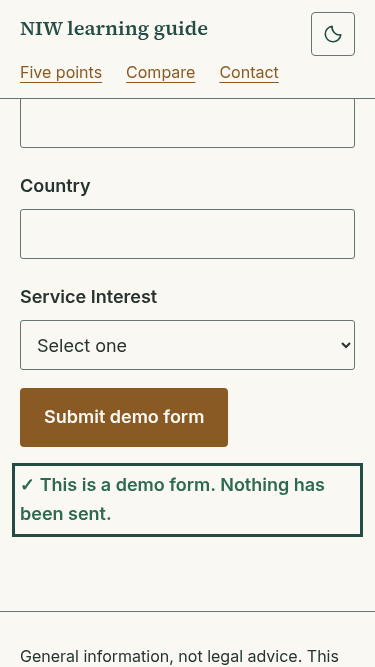 NIW learning guide
Five points Compare Contact
Country
Service Interest
Select one
Submit demo form
✓ This is a demo form. Nothing has
been sent.
General information, not legal advice. This